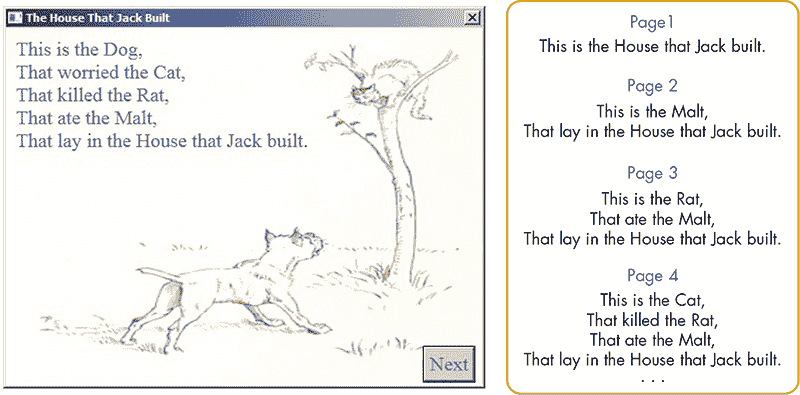 The House That Jack Built
This is the Dog,
That worried the Cat,
That killed the Rat,
That ate the Malt,
That lay in the House that Jack built.
Next
Page1
This is the House that Jack built.
Page 2
This is the Malt,
That lay in the House that Jack built.
Page 3
This is the Rat,
That ate the Malt,
That lay in the House that Jack built.
Page 4
This is the Cat,
That killed the Rat,
That ate the Malt,
That lay in the House that Jack built.
. . .